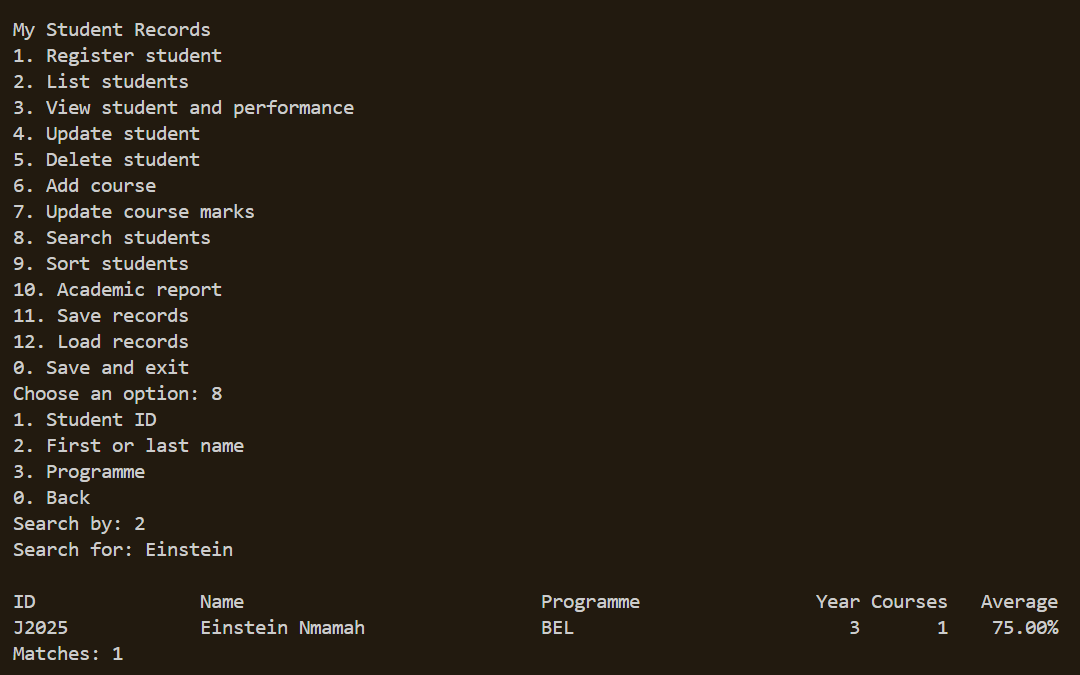 My Student Records
1. Register student
2. List students
3. View student and performance
4. Update student
5. Delete student
6. Add course
7. Update course marks
8. Search students
9. Sort students
10. Academic report
11. Save records
12. Load records
0. Save and exit
Choose an option: 8
1. Student ID
2. First or last name
3. Programme
0. Back
Search by: 2
Search for: Einstein
ID Name Programme Year Courses Average
J2025 Einstein Nmamah BEL 3 1 75.00%
Matches: 1